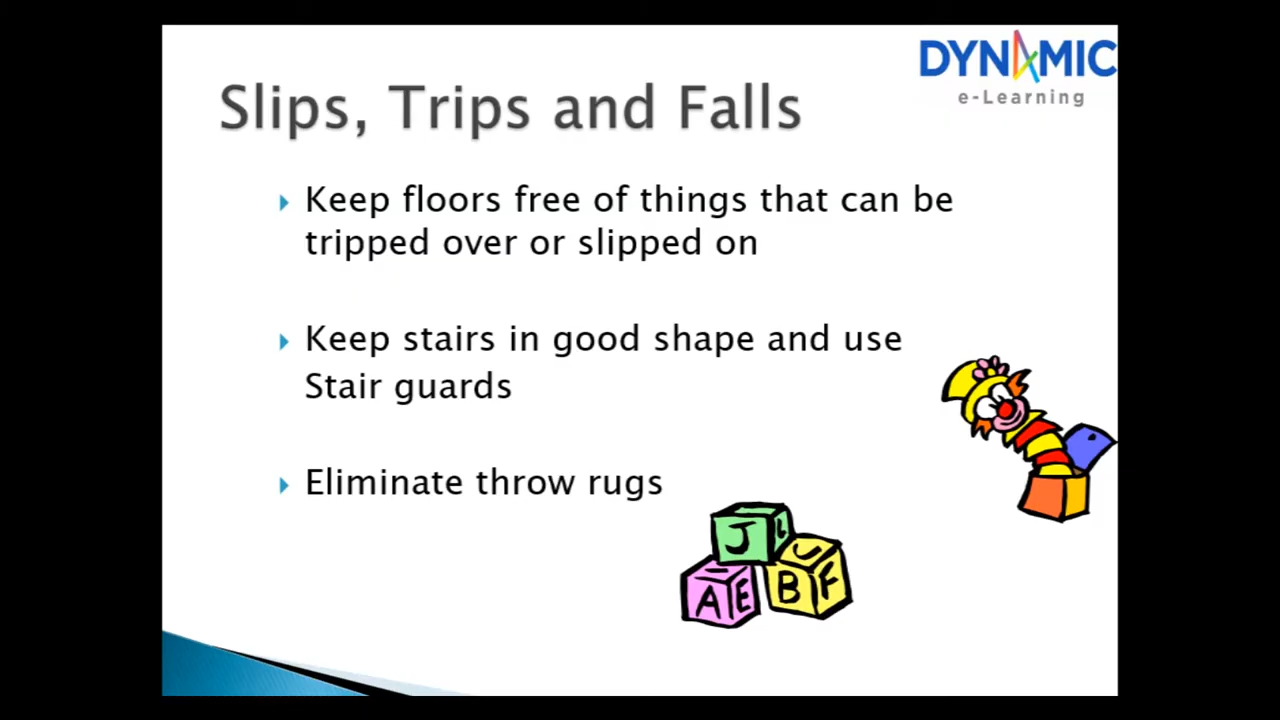 DYNAMIC
e-Learning
Slips, Trips and Falls
Keep floors free of things that can be
tripped over or slipped on
Keep stairs in good shape and use
Stair guards
Eliminate throw rugs
J
A E B F